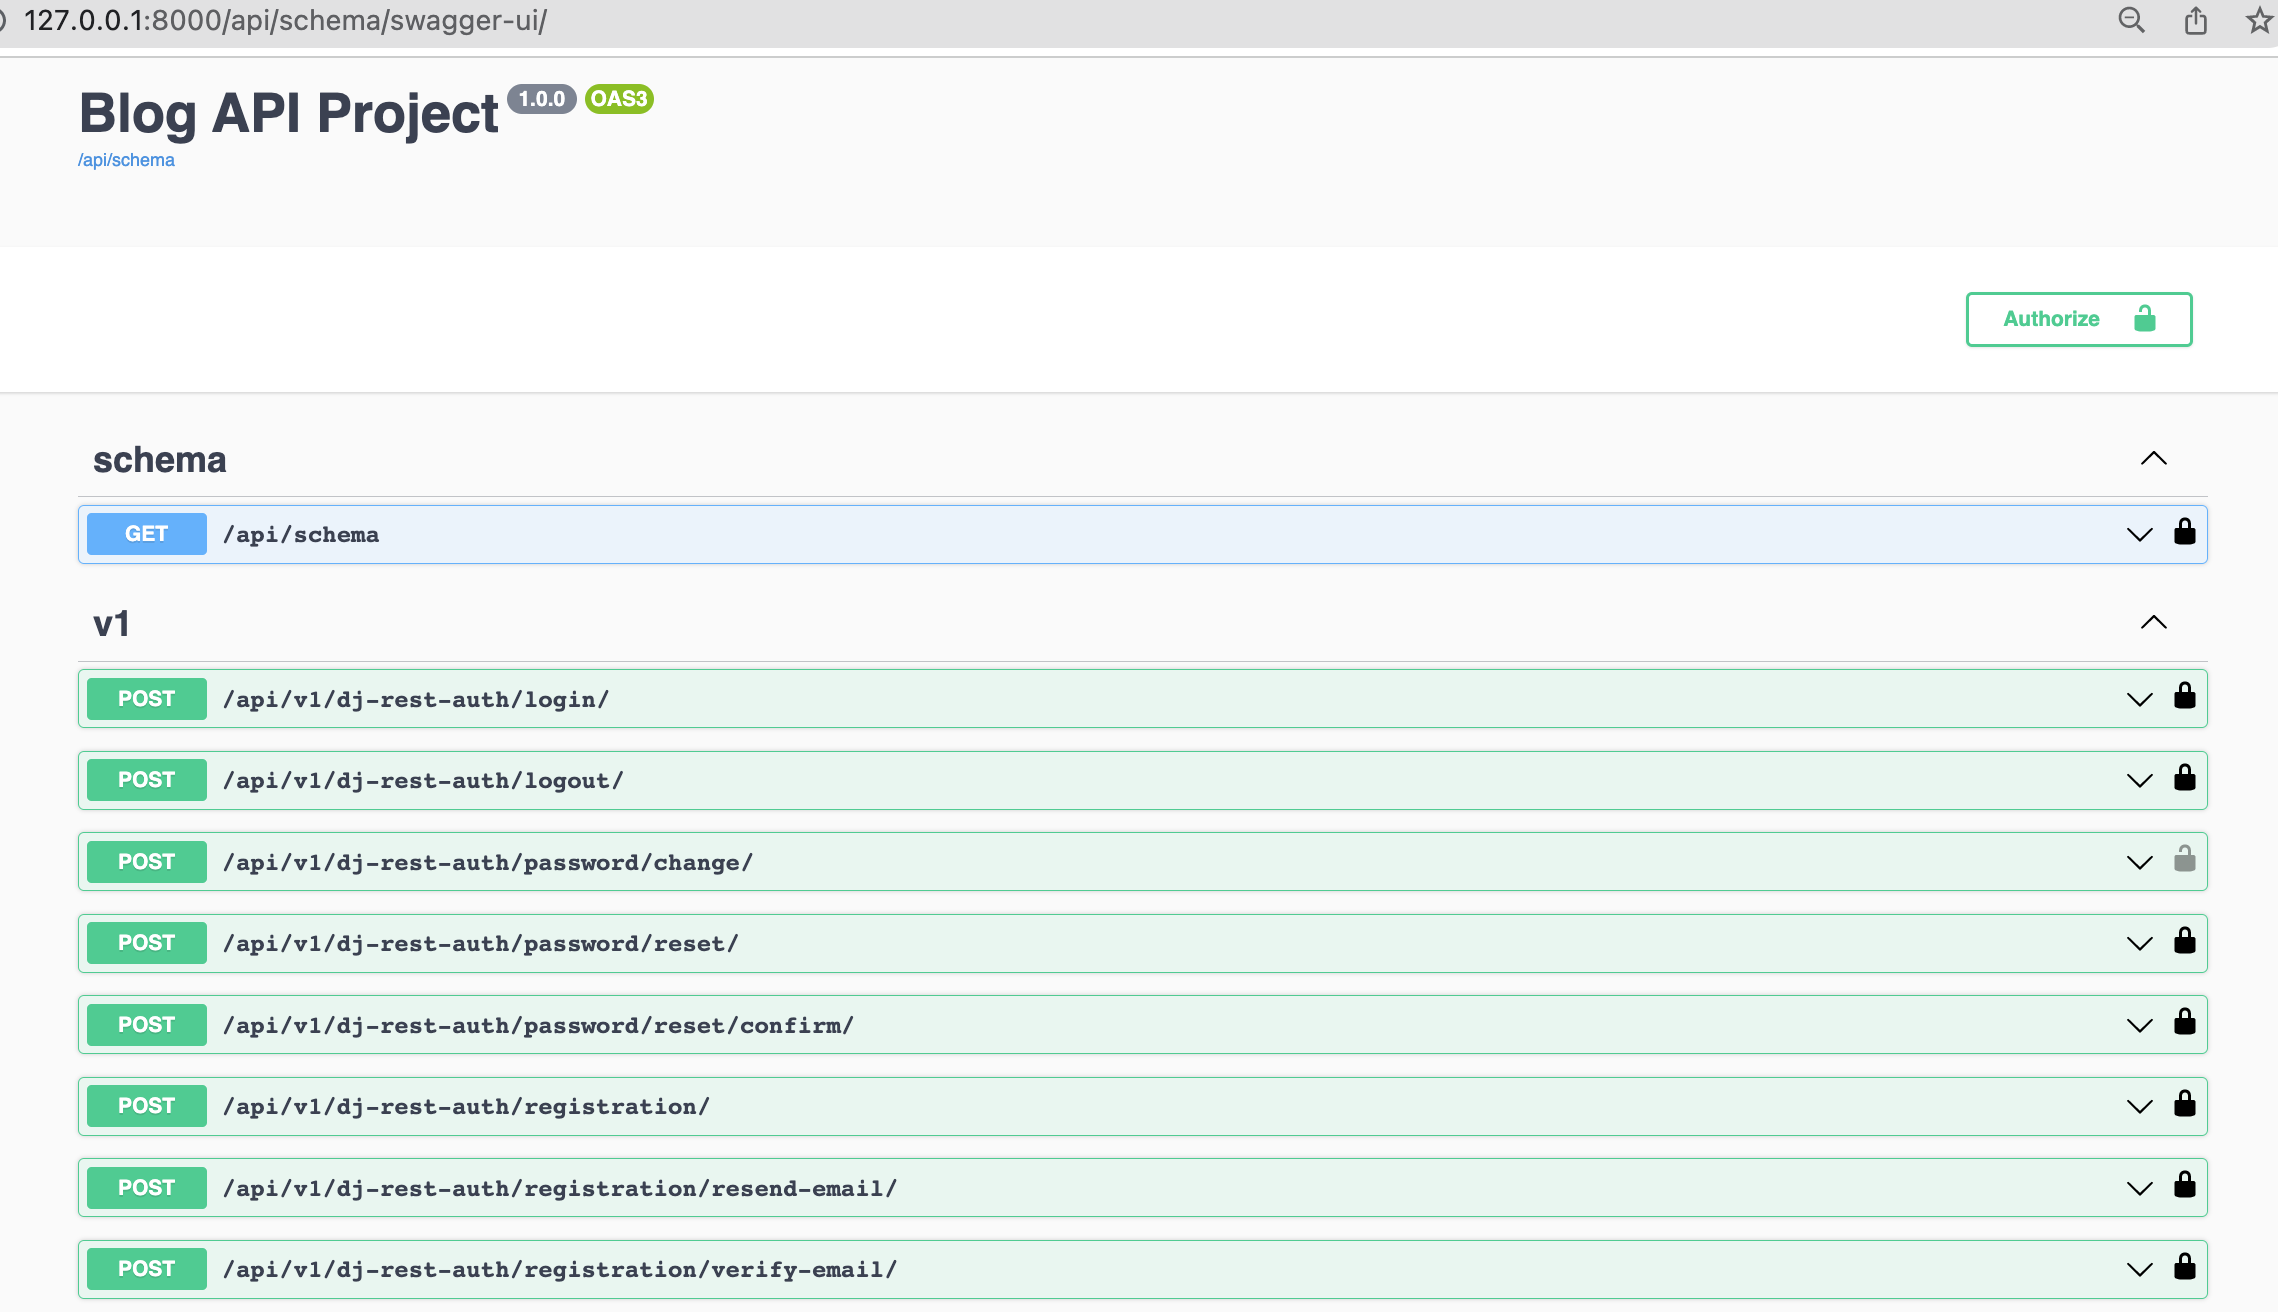 127.0.0.1:8000/api/schema/swagger-ui/
Blog API Project 1.0.0 OAS3
/api/schema
Authorize
schema
GET /api/schema
v1
POST /api/v1/dj-rest-auth/login/
POST /api/v1/dj-rest-auth/logout/
POST /api/v1/dj-rest-auth/password/change/
POST /api/v1/dj-rest-auth/password/reset/
POST /api/v1/dj-rest-auth/password/reset/confirm/
POST /api/v1/dj-rest-auth/registration/
POST /api/v1/dj-rest-auth/registration/resend-email/
POST /api/v1/dj-rest-auth/registration/verify-email/